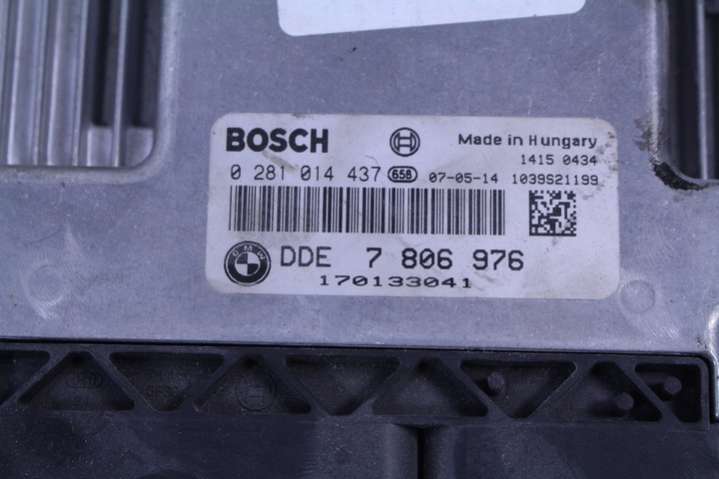 BOSCH
Made in Hungary
1415 0434
0 281 014 437 658 07-05-14 1039S21199
BMW DDE 7 806 976
170133041